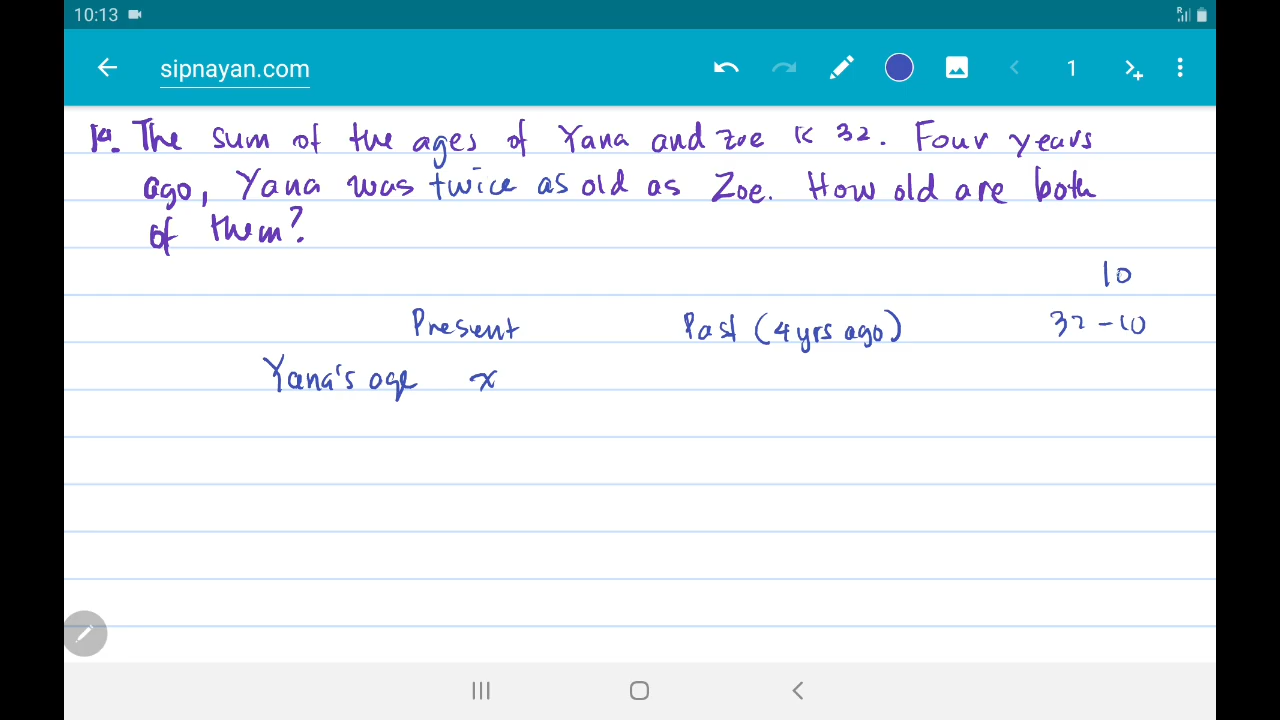 10:13
sipnayan.com
1
19. The sum of the ages of Yana and Zoe is 32. Four years
ago, Yana was twice as old as Zoe. How old are both
of them?
10
Present Past (4 yrs ago) 32 - 10
Yana's age x